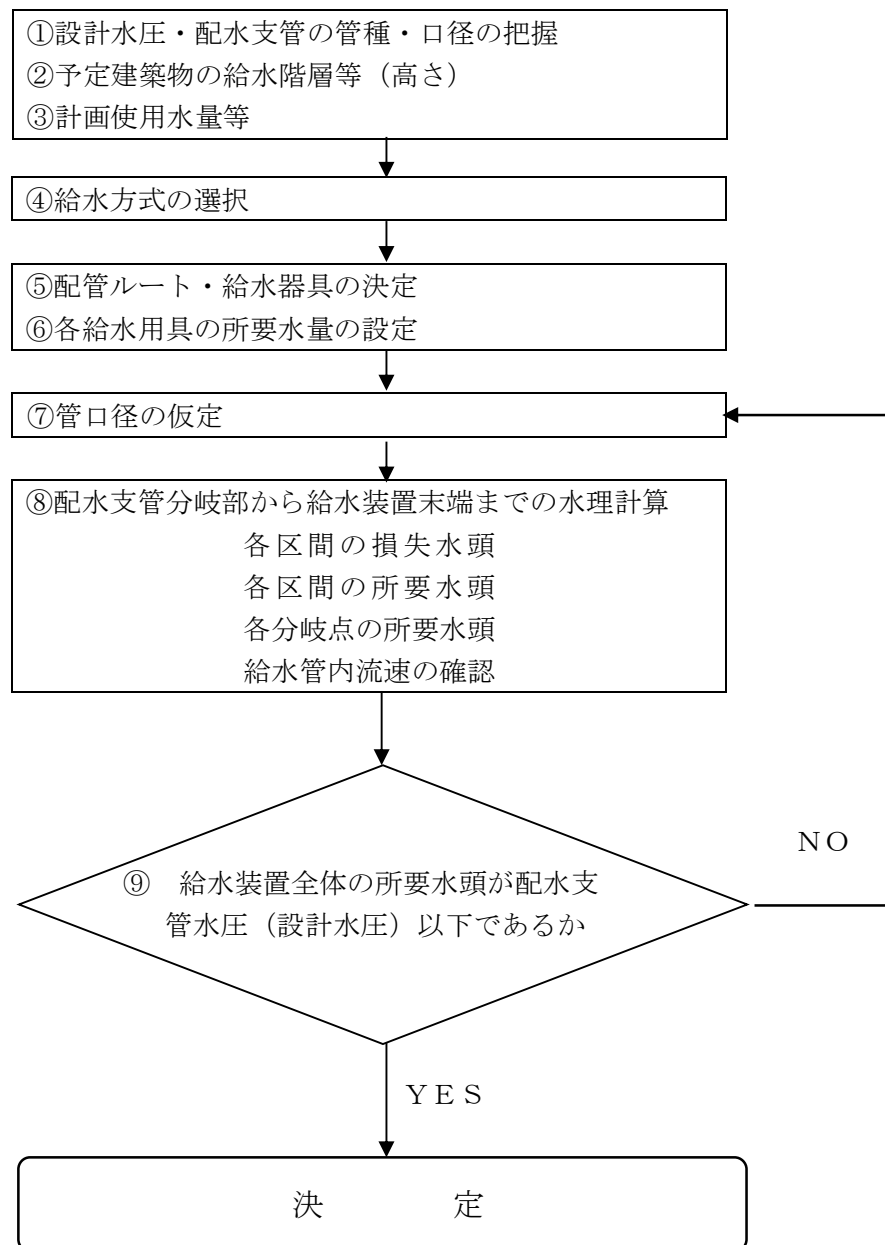 ①設計水圧・配水支管の管種・口径の把握
②予定建築物の給水階層等（高さ）
③計画使用水量等
④給水方式の選択
⑤配管ルート・給水器具の決定
⑥各給水用具の所要水量の設定
⑦管口径の仮定
⑧配水支管分岐部から給水装置末端までの水理計算
各区間の損失水頭
各区間の所要水頭
各分岐点の所要水頭
給水管内流速の確認
ＮＯ
⑨　給水装置全体の所要水頭が配水支
管水圧（設計水圧）以下であるか
ＹＥＳ
決　　　　定